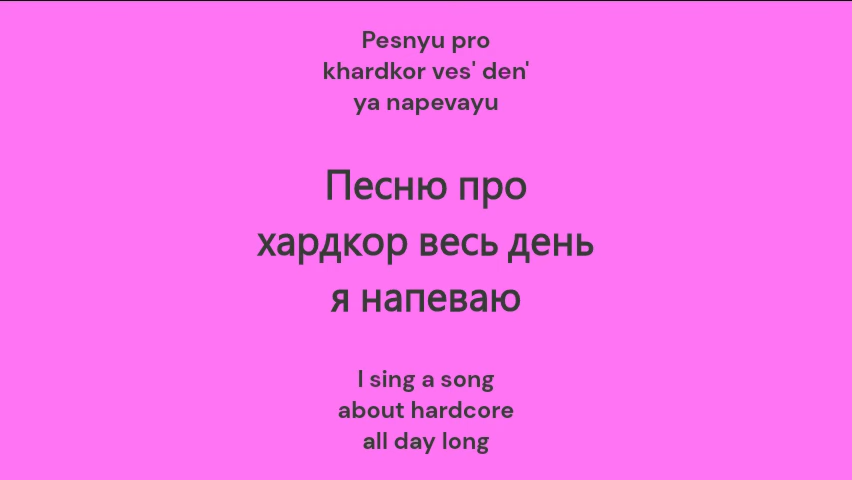 Pesnyu pro
khardkor ves' den'
ya napevayu
Песню про
хардкор весь день
я напеваю
I sing a song
about hardcore
all day long